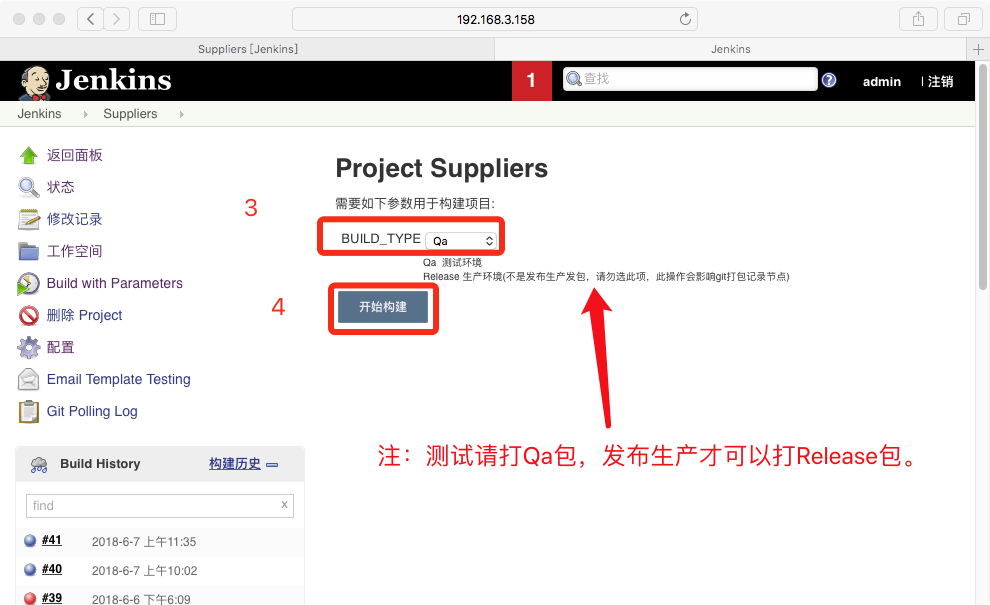 192.168.3.158
Suppliers [Jenkins]
Jenkins
Jenkins
1
查找
admin
注销
Jenkins
Suppliers
返回面板
状态
修改记录
工作空间
Build with Parameters
删除 Project
配置
Email Template Testing
Git Polling Log
Project Suppliers
需要如下参数用于构建项目:
3
BUILD_TYPE Qa
Qa 测试环境
Release 生产环境(不是发布生产发包，请勿选此项，此操作会影响git打包记录节点)
4
开始构建
注：测试请打Qa包，发布生产才可以打Release包。
Build History 构建历史
find x
#41 2018-6-7 上午11:35
#40 2018-6-7 上午10:02
#39 2018-6-6 下午6:09